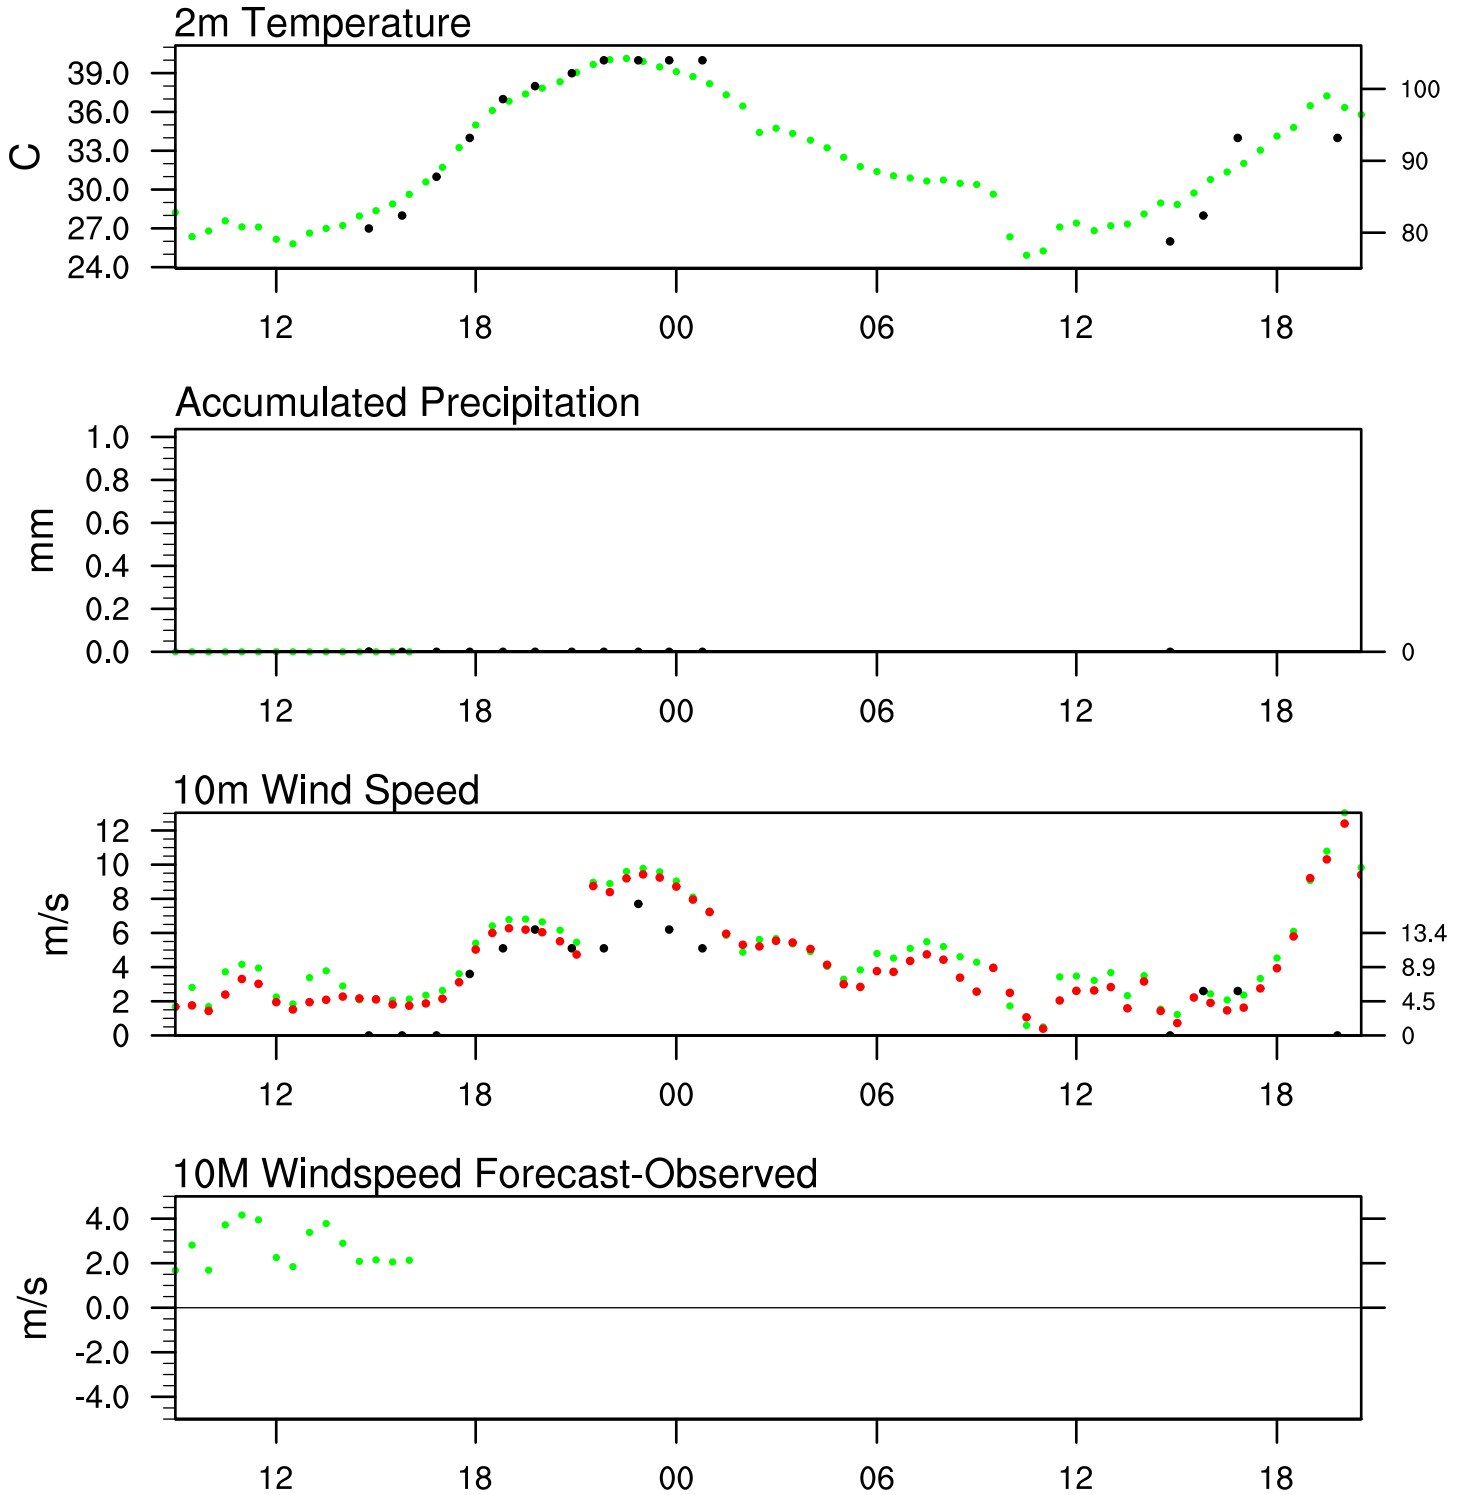 2m Temperature
39.0
36.0
33.0
30.0
27.0
24.0
C
100
90
80
12 18 00 06 12 18
Accumulated Precipitation
1.0
0.8
0.6
0.4
0.2
0.0
mm
0
12 18 00 06 12 18
10m Wind Speed
12
10
8
6
4
2
0
m/s
13.4
8.9
4.5
0
12 18 00 06 12 18
10M Windspeed Forecast-Observed
4.0
2.0
0.0
-2.0
-4.0
m/s
12 18 00 06 12 18